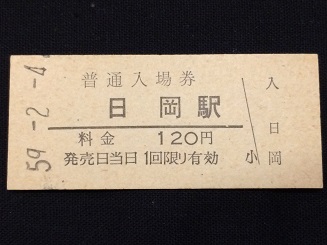 59-2-4
普通入場券
日岡駅
料金 120円
発売日当日1回限り有効
入
日
小 岡